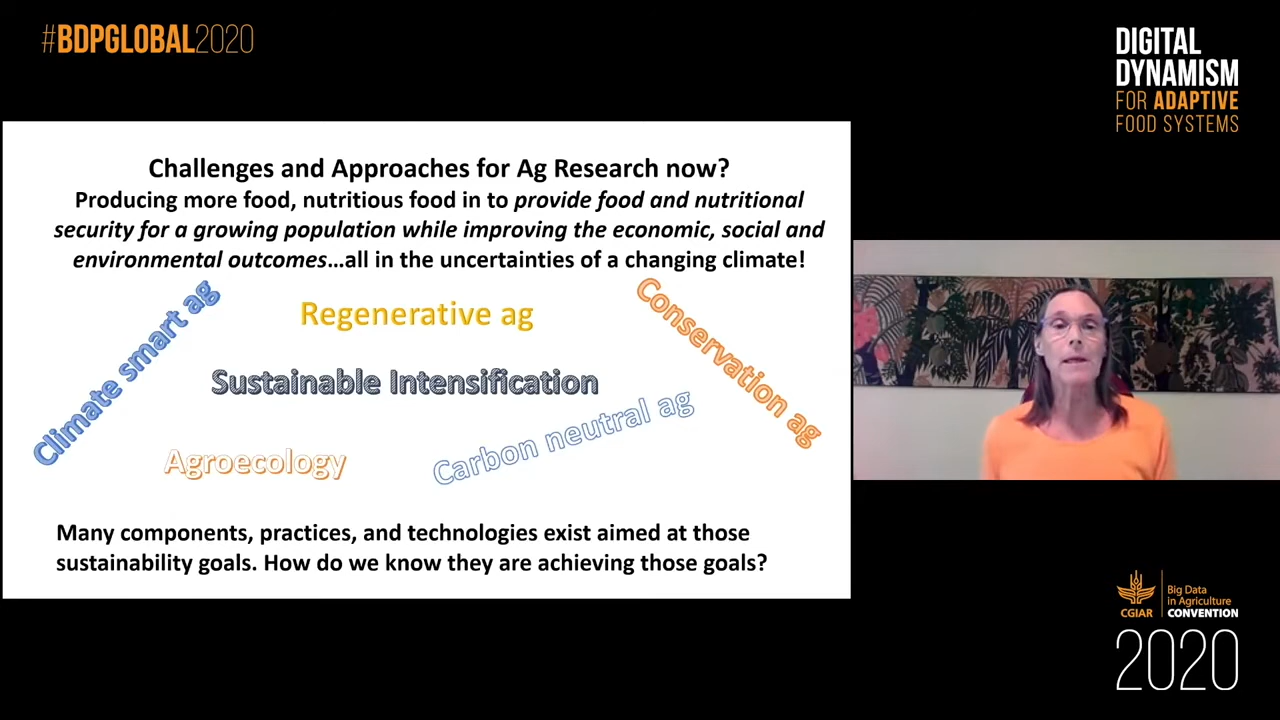 #BDPGLOBAL2020
DIGITAL
DYNAMISM
FOR ADAPTIVE
FOOD SYSTEMS
Challenges and Approaches for Ag Research now?
Producing more food, nutritious food in to provide food and nutritional
security for a growing population while improving the economic, social and
environmental outcomes…all in the uncertainties of a changing climate!
Climate smart ag
Regenerative ag
Conservation ag
Sustainable Intensification
Carbon neutral ag
Agroecology
Many components, practices, and technologies exist aimed at those
sustainability goals. How do we know they are achieving those goals?
CGIAR
Big Data
in Agriculture
CONVENTION
2020